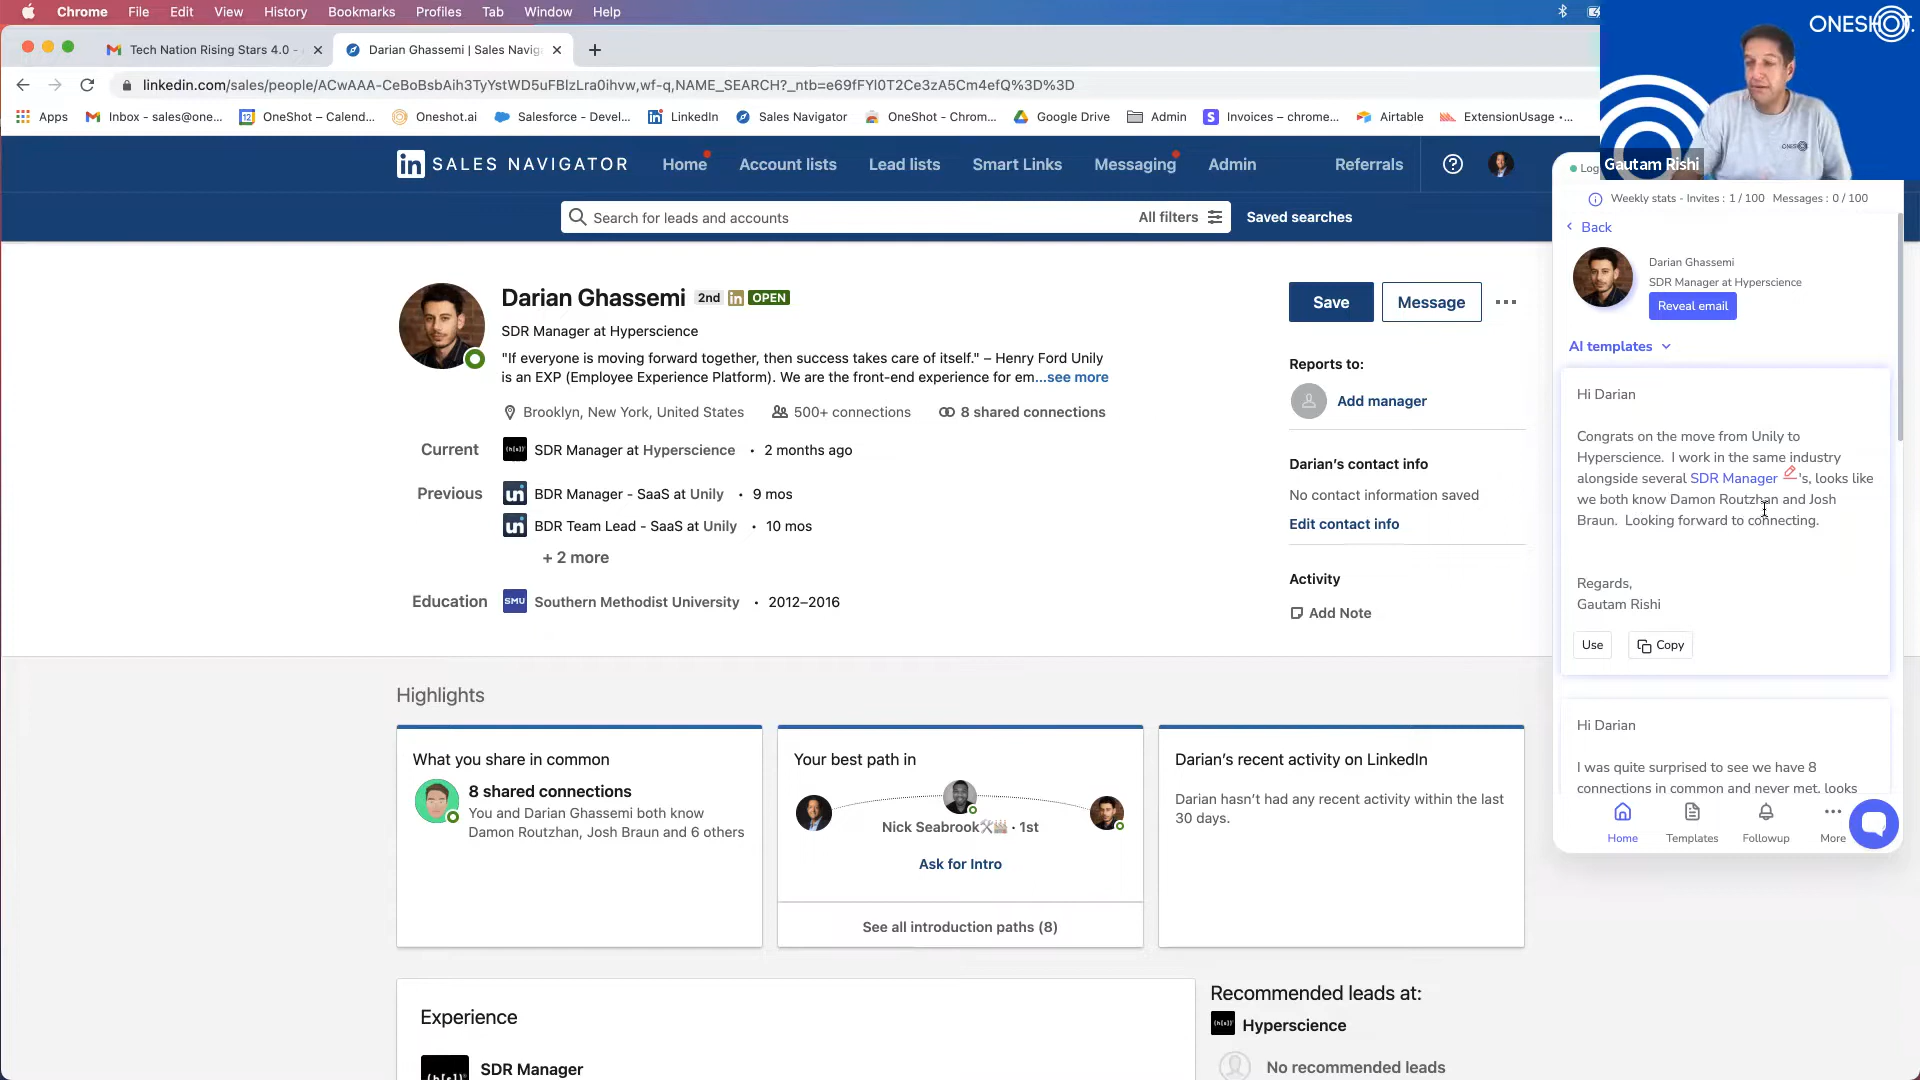 Chrome File Edit View History Bookmarks Profiles Tab Window Help
Tech Nation Rising Stars 4.0 -
Darian Ghassemi | Sales Navig
linkedin.com/sales/people/ACwAAA-CeBoBsbAih3TyYstWD5uFBlzLra0ihvw,wf-q,NAME_SEARCH?_ntb=e69fFYl0T2Ce3zA5Cm4efQ%3D%3D
Apps Inbox - sales@one... OneShot – Calend... Oneshot.ai Salesforce - Devel... LinkedIn Sales Navigator OneShot - Chrom... Google Drive Admin Invoices – chrome... Airtable ExtensionUsage •...
ONESHOT.
ONESHOT
Gautam Rishi
in SALES NAVIGATOR Home Account lists Lead lists Smart Links Messaging Admin Referrals
Search for leads and accounts All filters Saved searches
Darian Ghassemi 2nd in OPEN
SDR Manager at Hyperscience
"If everyone is moving forward together, then success takes care of itself." – Henry Ford Unily
is an EXP (Employee Experience Platform). We are the front-end experience for em...see more
Brooklyn, New York, United States 500+ connections 8 shared connections
Current SDR Manager at Hyperscience • 2 months ago
Previous BDR Manager - SaaS at Unily • 9 mos
BDR Team Lead - SaaS at Unily • 10 mos
+ 2 more
Education SMU Southern Methodist University • 2012–2016
Save Message
Reports to:
Add manager
Darian's contact info
No contact information saved
Edit contact info
Activity
Add Note
Highlights
What you share in common
8 shared connections
You and Darian Ghassemi both know
Damon Routzhan, Josh Braun and 6 others
Your best path in
Nick Seabrook🛠️🏭 • 1st
Ask for Intro
See all introduction paths (8)
Darian's recent activity on LinkedIn
Darian hasn't had any recent activity within the last
30 days.
Experience
SDR Manager
Recommended leads at:
Hyperscience
No recommended leads
Log
Weekly stats - Invites : 1 / 100 Messages : 0 / 100
Back
Darian Ghassemi
SDR Manager at Hyperscience
Reveal email
AI templates
Hi Darian
Congrats on the move from Unily to
Hyperscience. I work in the same industry
alongside several SDR Manager 's, looks like
we both know Damon Routzhan and Josh
Braun. Looking forward to connecting.
Regards,
Gautam Rishi
Use Copy
Hi Darian
I was quite surprised to see we have 8
connections in common and never met, looks
Home Templates Followup More